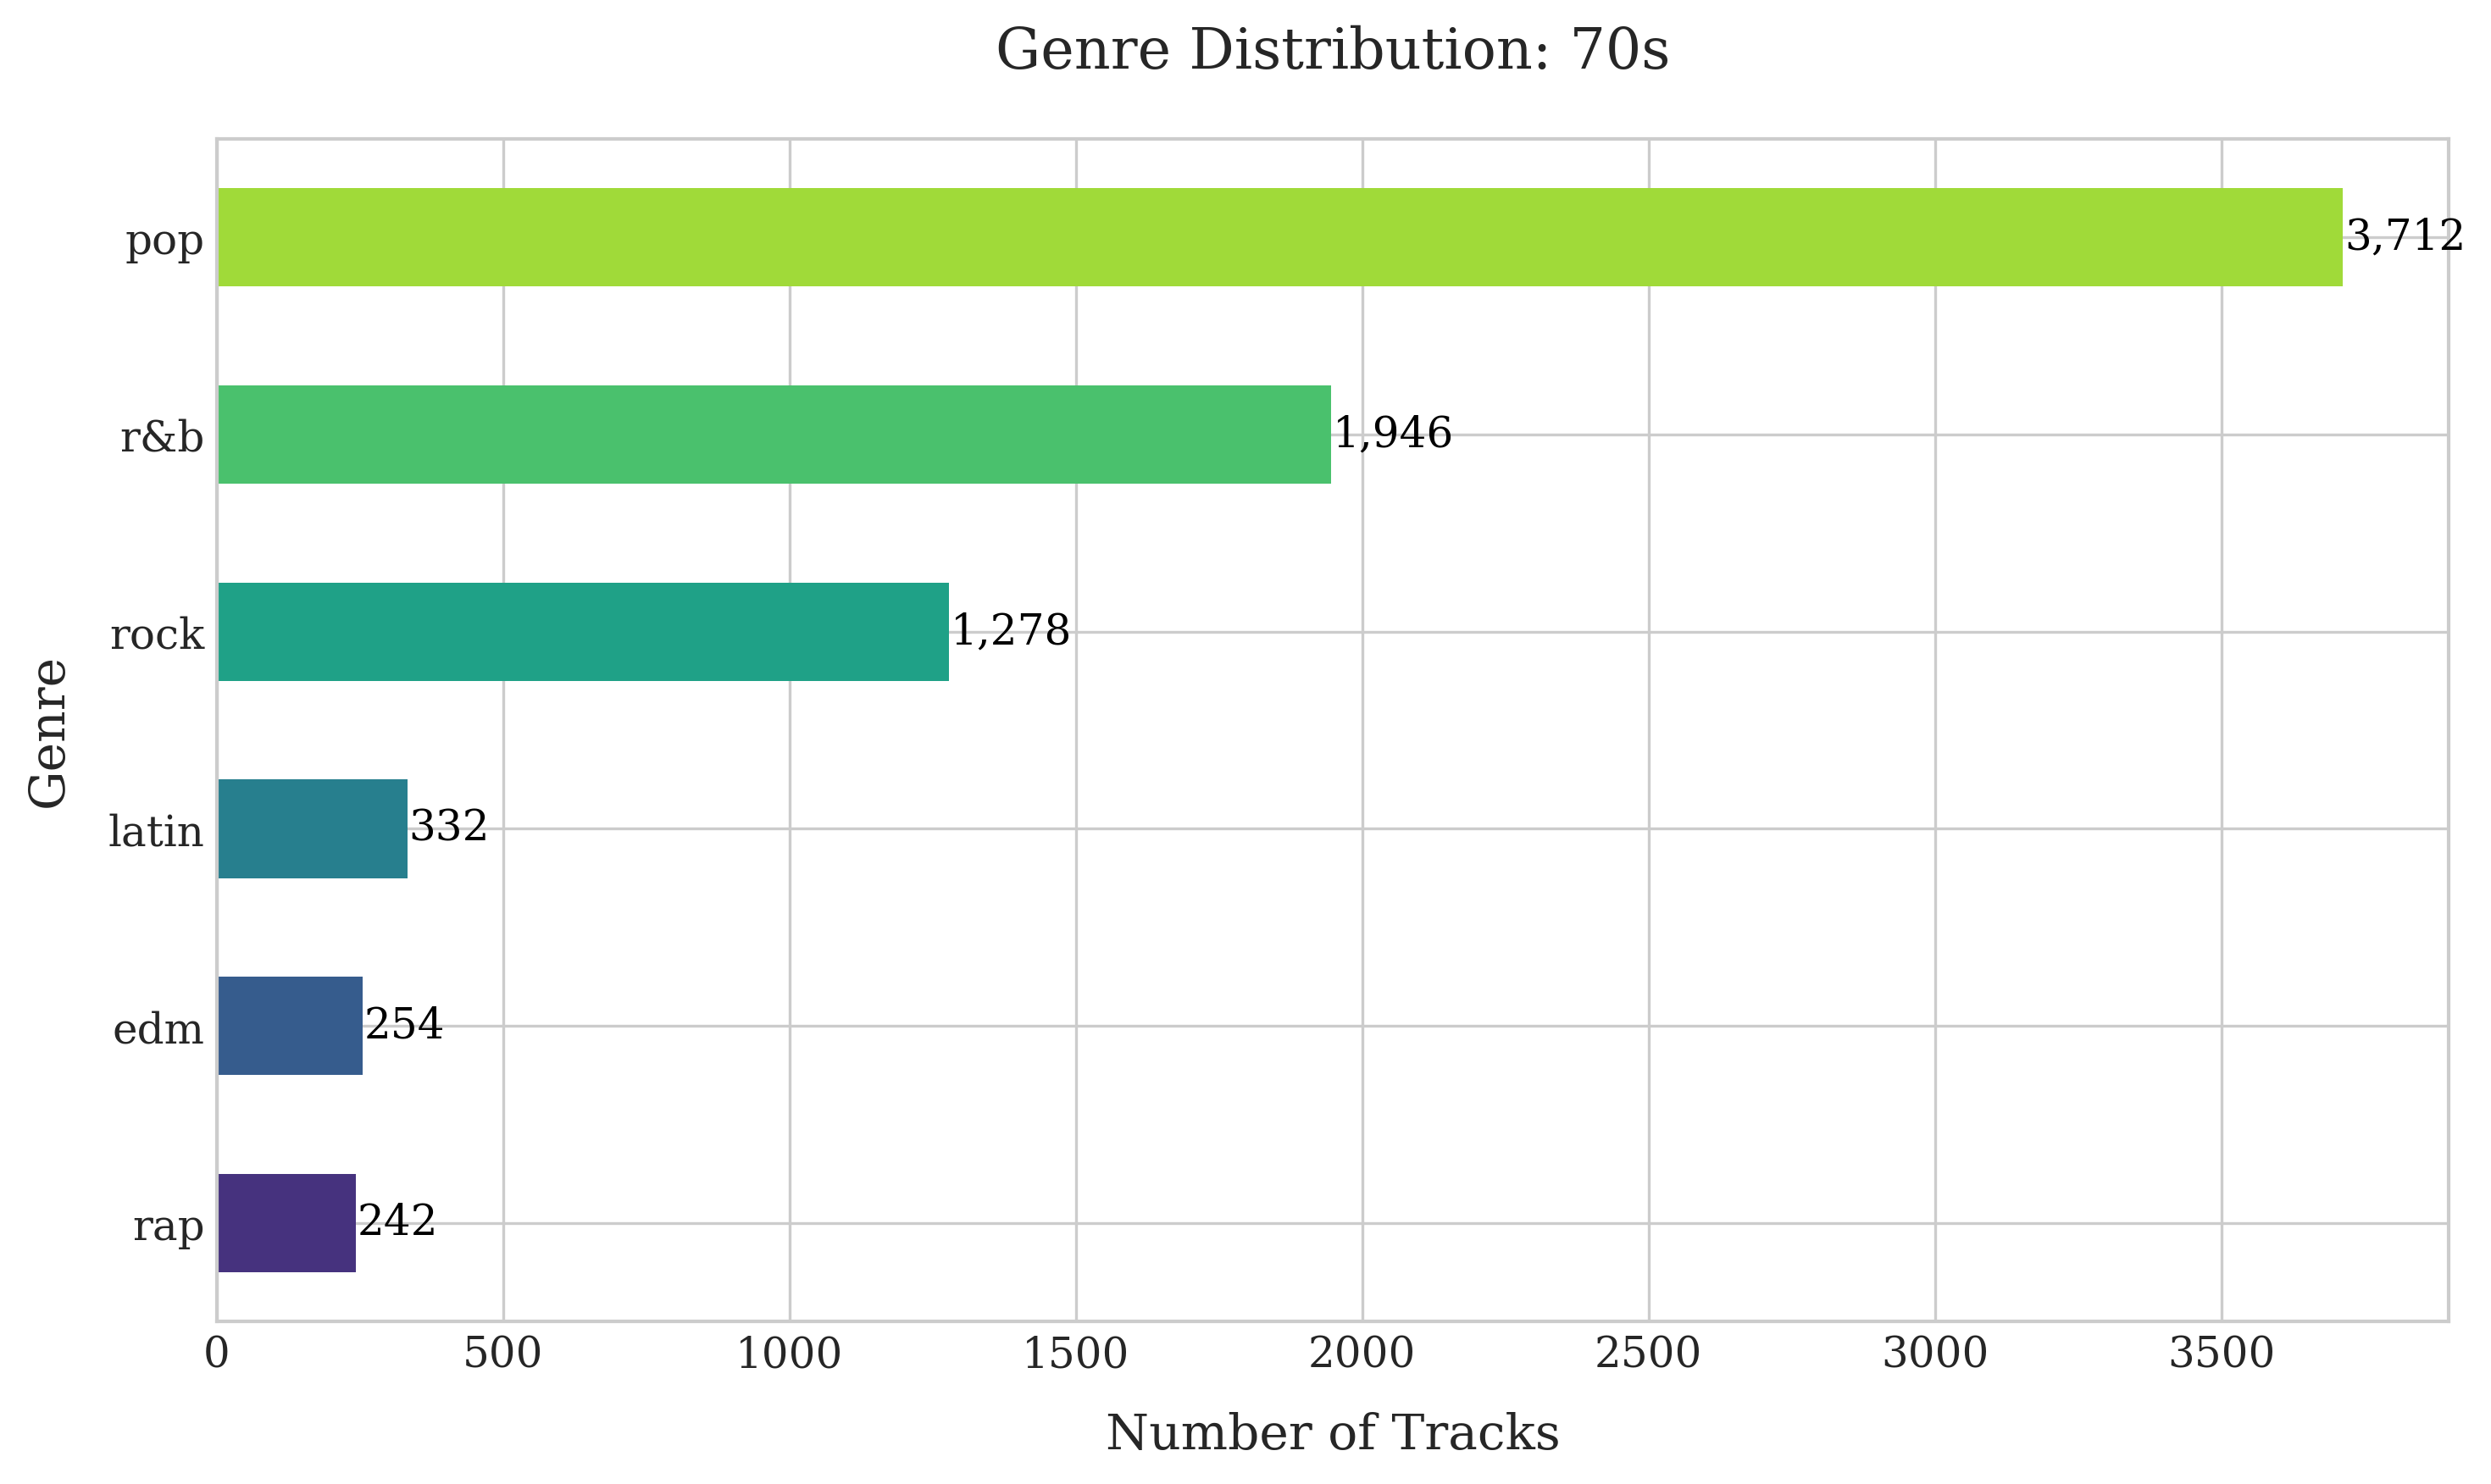 Genre Distribution: 70s
pop
3,712
r&b
1,946
rock
1,278
Genre
latin
332
edm
254
rap
242
0 500 1000 1500 2000 2500 3000 3500
Number of Tracks